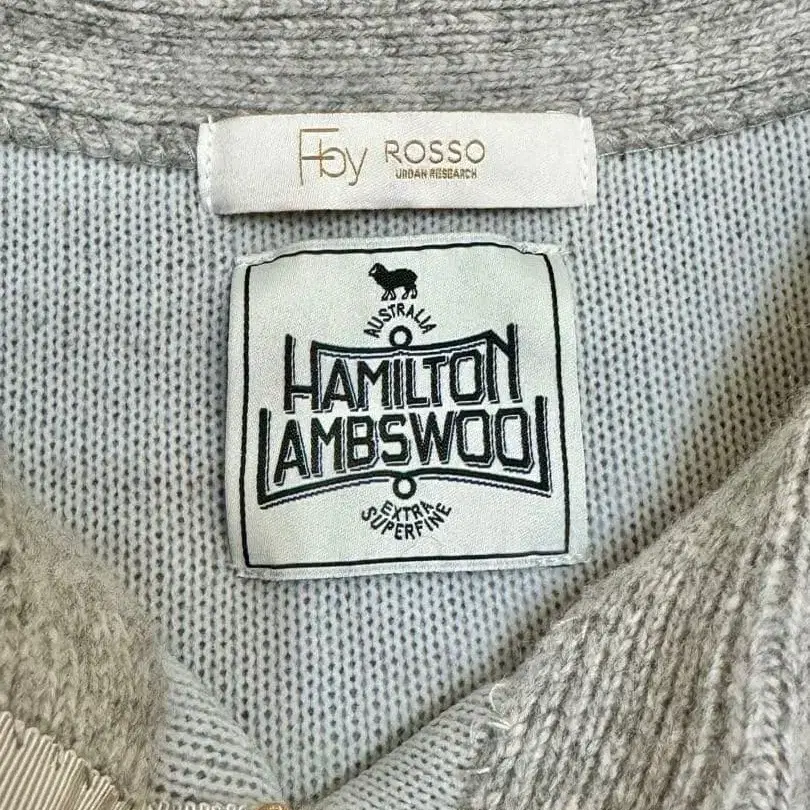 F by ROSSO
URBAN RESEARCH
AUSTRALIA
HAMILTON
LAMBSWOOL
EXTRA
SUPERFINE